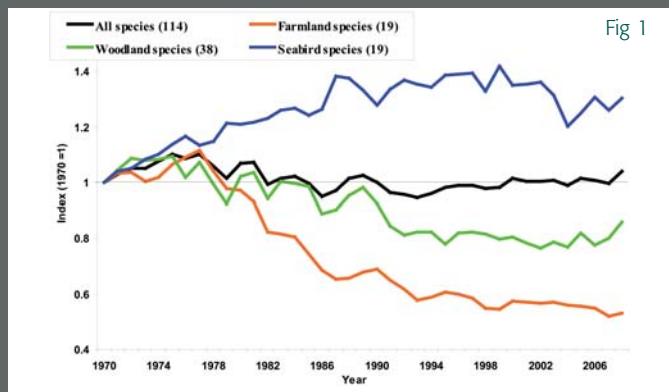 All species (114) Farmland species (19)
Woodland species (38) Seabird species (19)
Fig 1
1.4
1.2
1
0.8
0.6
0.4
Index (1970 =1)
1970 1974 1978 1982 1986 1990 1994 1998 2002 2006
Year